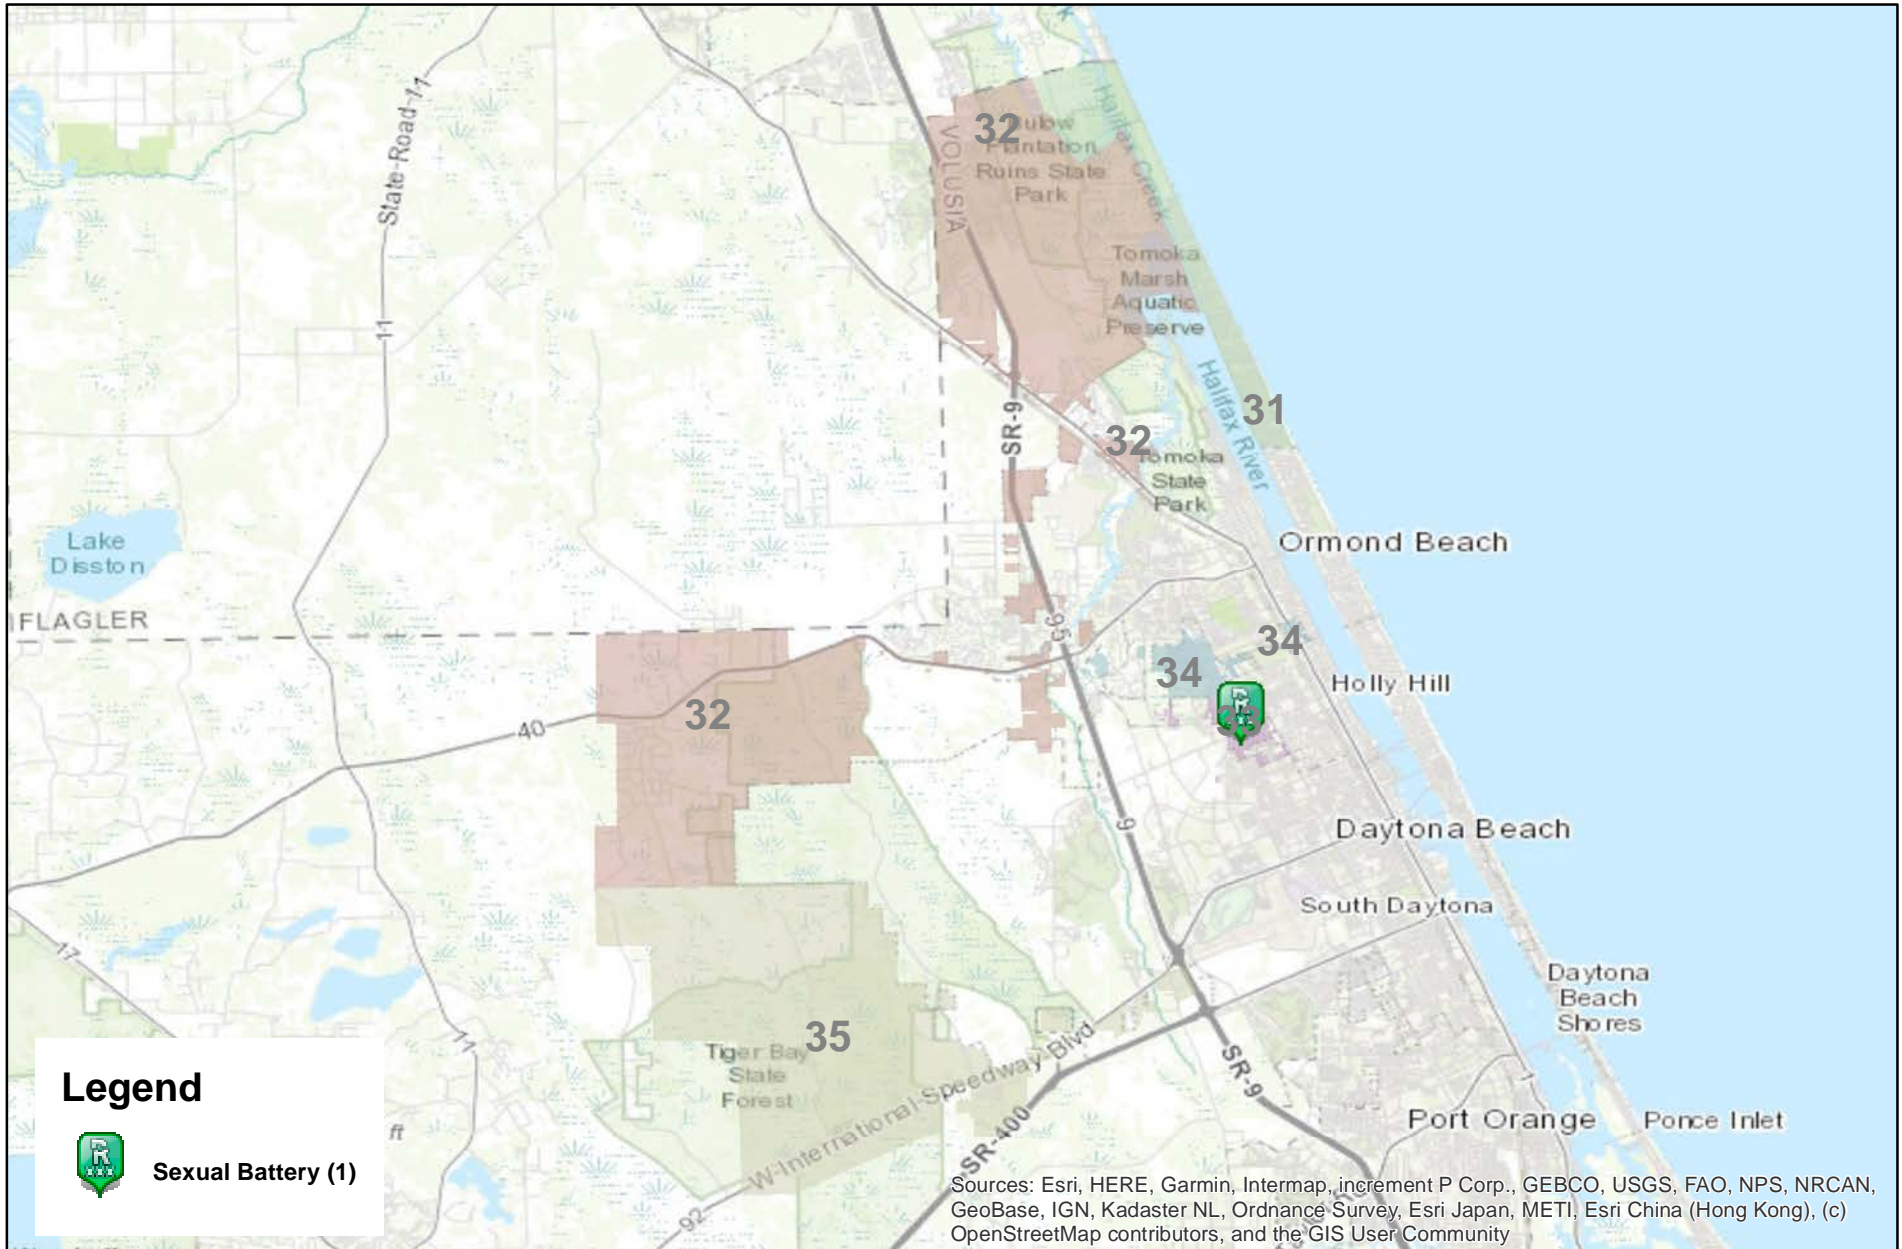 State-Road-11
11
VOLUSIA
32
Bulow
Plantation
Ruins State
Park
Halifax Creek
Tomoka
Marsh
Aquatic
Preserve
1
SR-9
Halifax River
31
32
Tomoka
State
Park
Ormond Beach
Lake
Disston
FLAGLER
95
34
34
Holly Hill
32
33
40
9
Daytona Beach
South Daytona
17
11
Daytona
Beach
Shores
35
Tiger Bay
State
Forest
W-International-Speedway-Blvd
SR-400
92
SR-9
1
Port Orange
Ponce Inlet
Legend
ft
R
Sexual Battery (1)
Sources: Esri, HERE, Garmin, Intermap, increment P Corp., GEBCO, USGS, FAO, NPS, NRCAN,
GeoBase, IGN, Kadaster NL, Ordnance Survey, Esri Japan, METI, Esri China (Hong Kong), (c)
OpenStreetMap contributors, and the GIS User Community